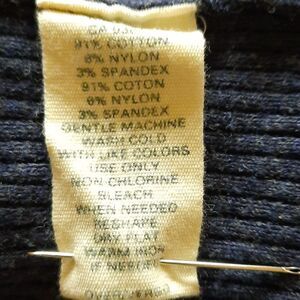 91% COTTON
6% NYLON
3% SPANDEX
91% COTON
6% NYLON
3% SPANDEX
GENTLE MACHINE
WASH COLD
WITH LIKE COLORS
USE ONLY
NON-CHLORINE
BLEACH
WHEN NEEDED
RESHAPE
DRY FLAT
WARM IRON
IF NEEDED